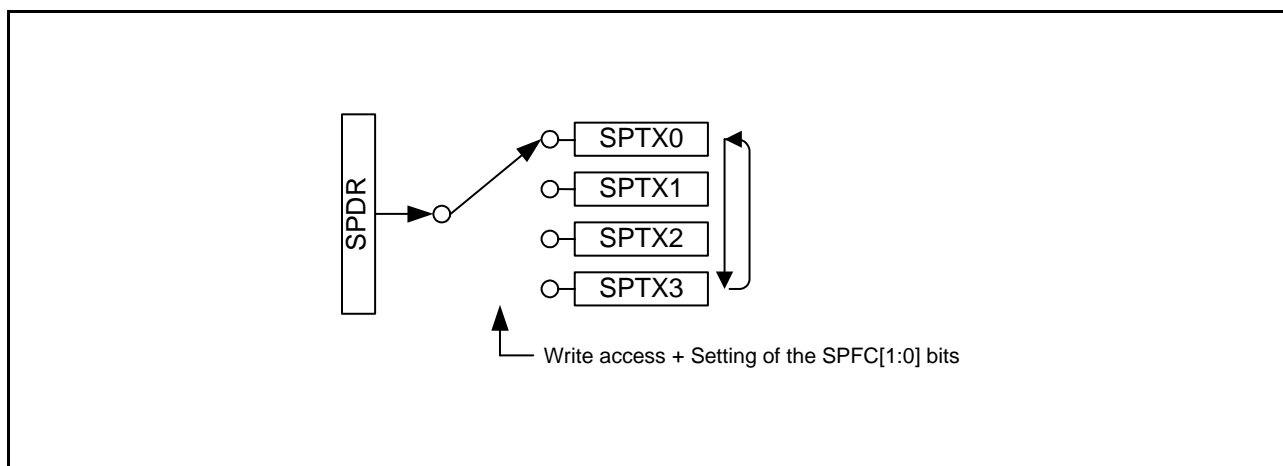 SPDR
SPTX0
SPTX1
SPTX2
SPTX3
Write access + Setting of the SPFC[1:0] bits